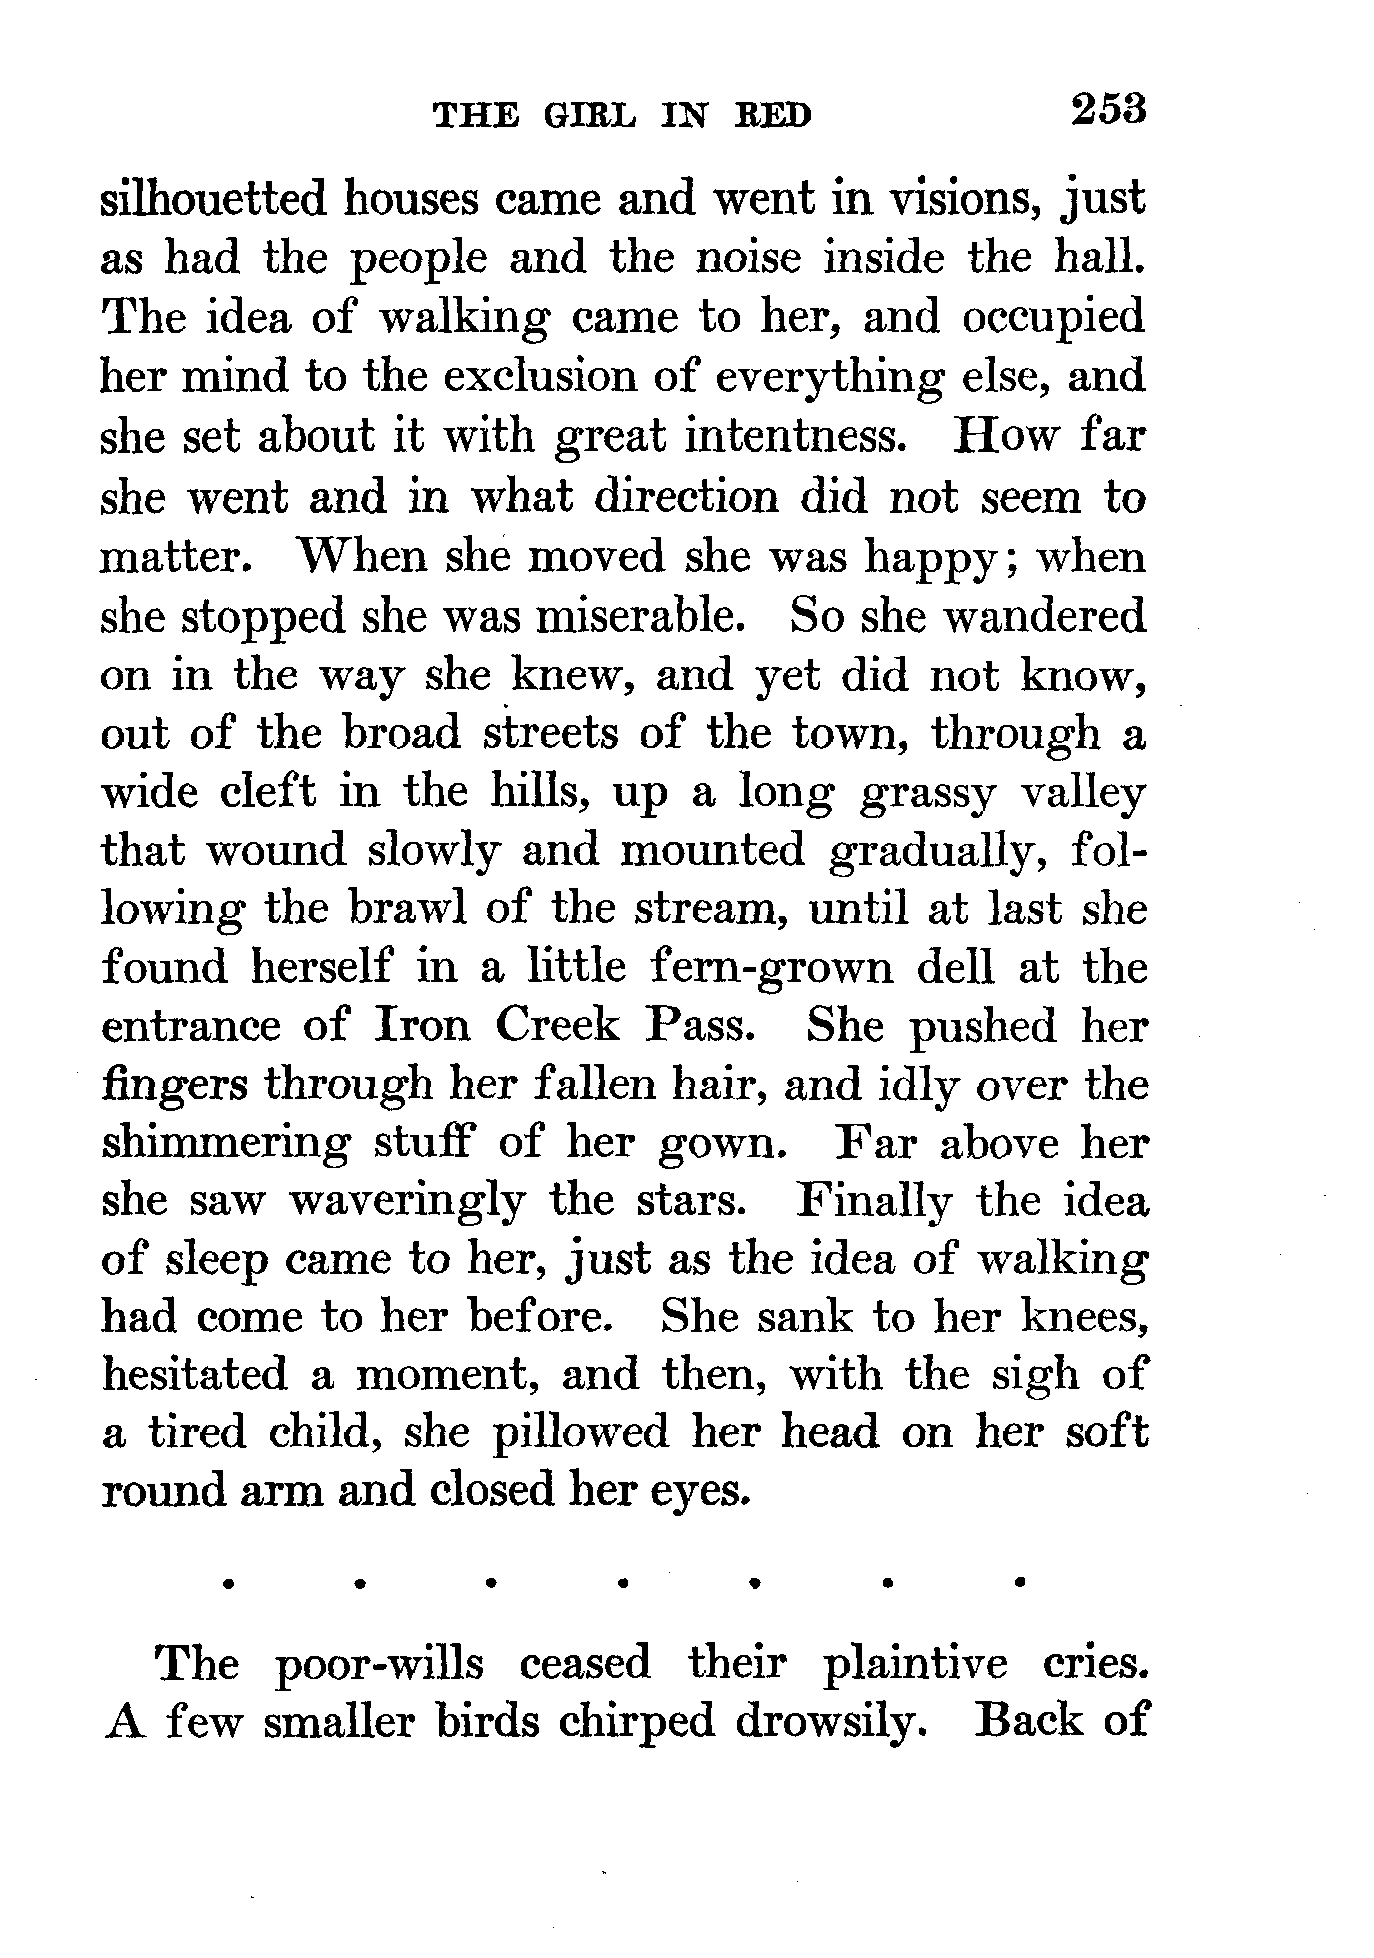 THE GIRL IN RED 253
silhouetted houses came and went in visions, just
as had the people and the noise inside the hall.
The idea of walking came to her, and occupied
her mind to the exclusion of everything else, and
she set about it with great intentness. How far
she went and in what direction did not seem to
matter. When she moved she was happy; when
she stopped she was miserable. So she wandered
on in the way she knew, and yet did not know,
out of the broad streets of the town, through a
wide cleft in the hills, up a long grassy valley
that wound slowly and mounted gradually, fol-
lowing the brawl of the stream, until at last she
found herself in a little fern-grown dell at the
entrance of Iron Creek Pass. She pushed her
fingers through her fallen hair, and idly over the
shimmering stuff of her gown. Far above her
she saw waveringly the stars. Finally the idea
of sleep came to her, just as the idea of walking
had come to her before. She sank to her knees,
hesitated a moment, and then, with the sigh of
a tired child, she pillowed her head on her soft
round arm and closed her eyes.
. . . . . . .
The poor-wills ceased their plaintive cries.
A few smaller birds chirped drowsily. Back of